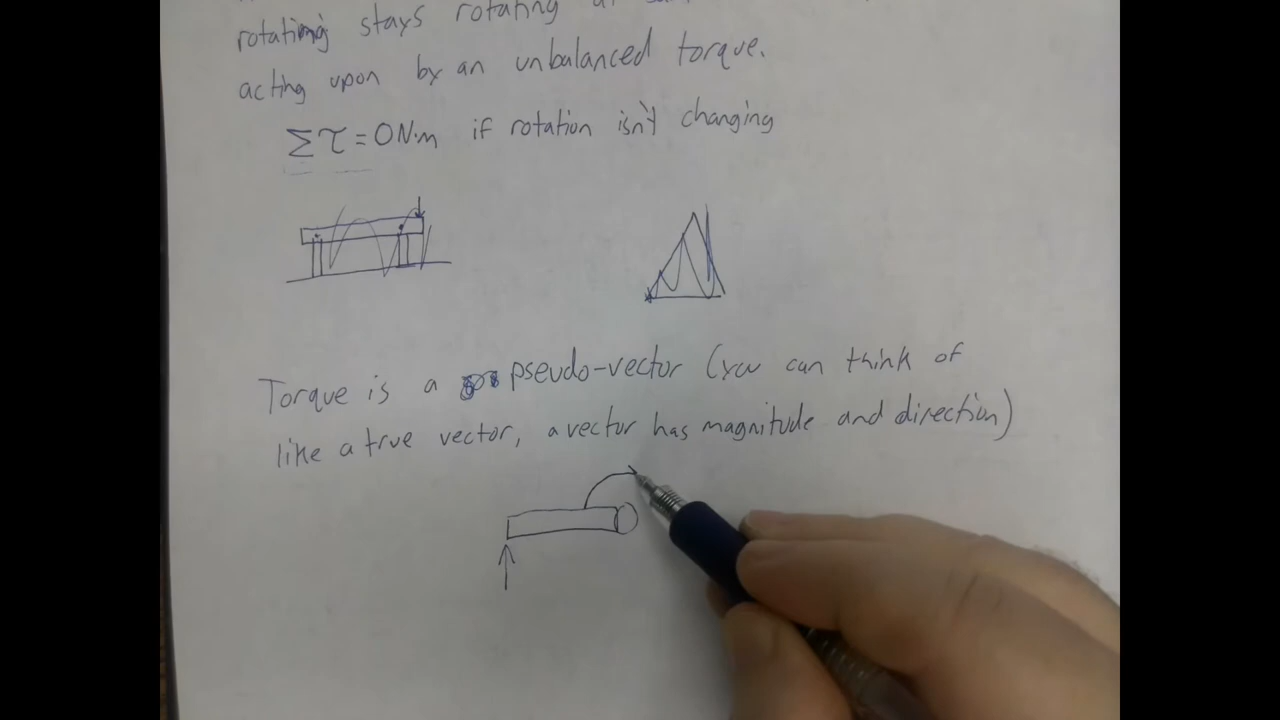 rotating stays rotating
acting upon by an unbalanced torque.
Στ = 0 N·m if rotation isn't changing
Torque is a pseudo-vector (you can think of
like a true vector, a vector has magnitude and direction)